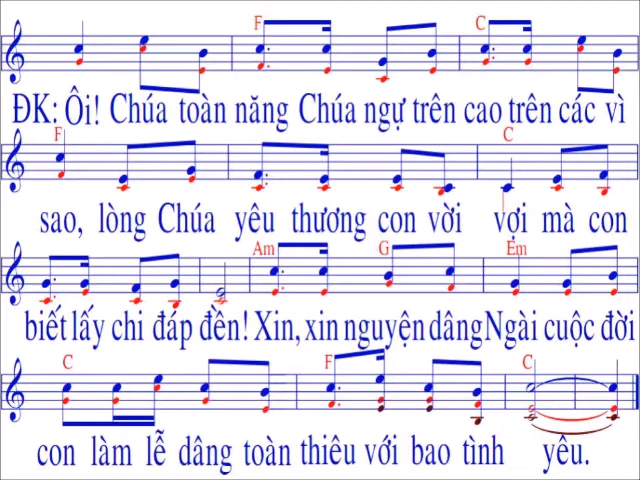 F C
ĐK: Ôi! Chúa toàn năng Chúa ngự trên cao trên các vì
F C
sao, lòng Chúa yêu thương con vời vợi mà con
Am G Em
biết lấy chi đáp đền! Xin, xin nguyện dâng Ngài cuộc đời
C F C
con làm lễ dâng toàn thiêu với bao tình yêu.